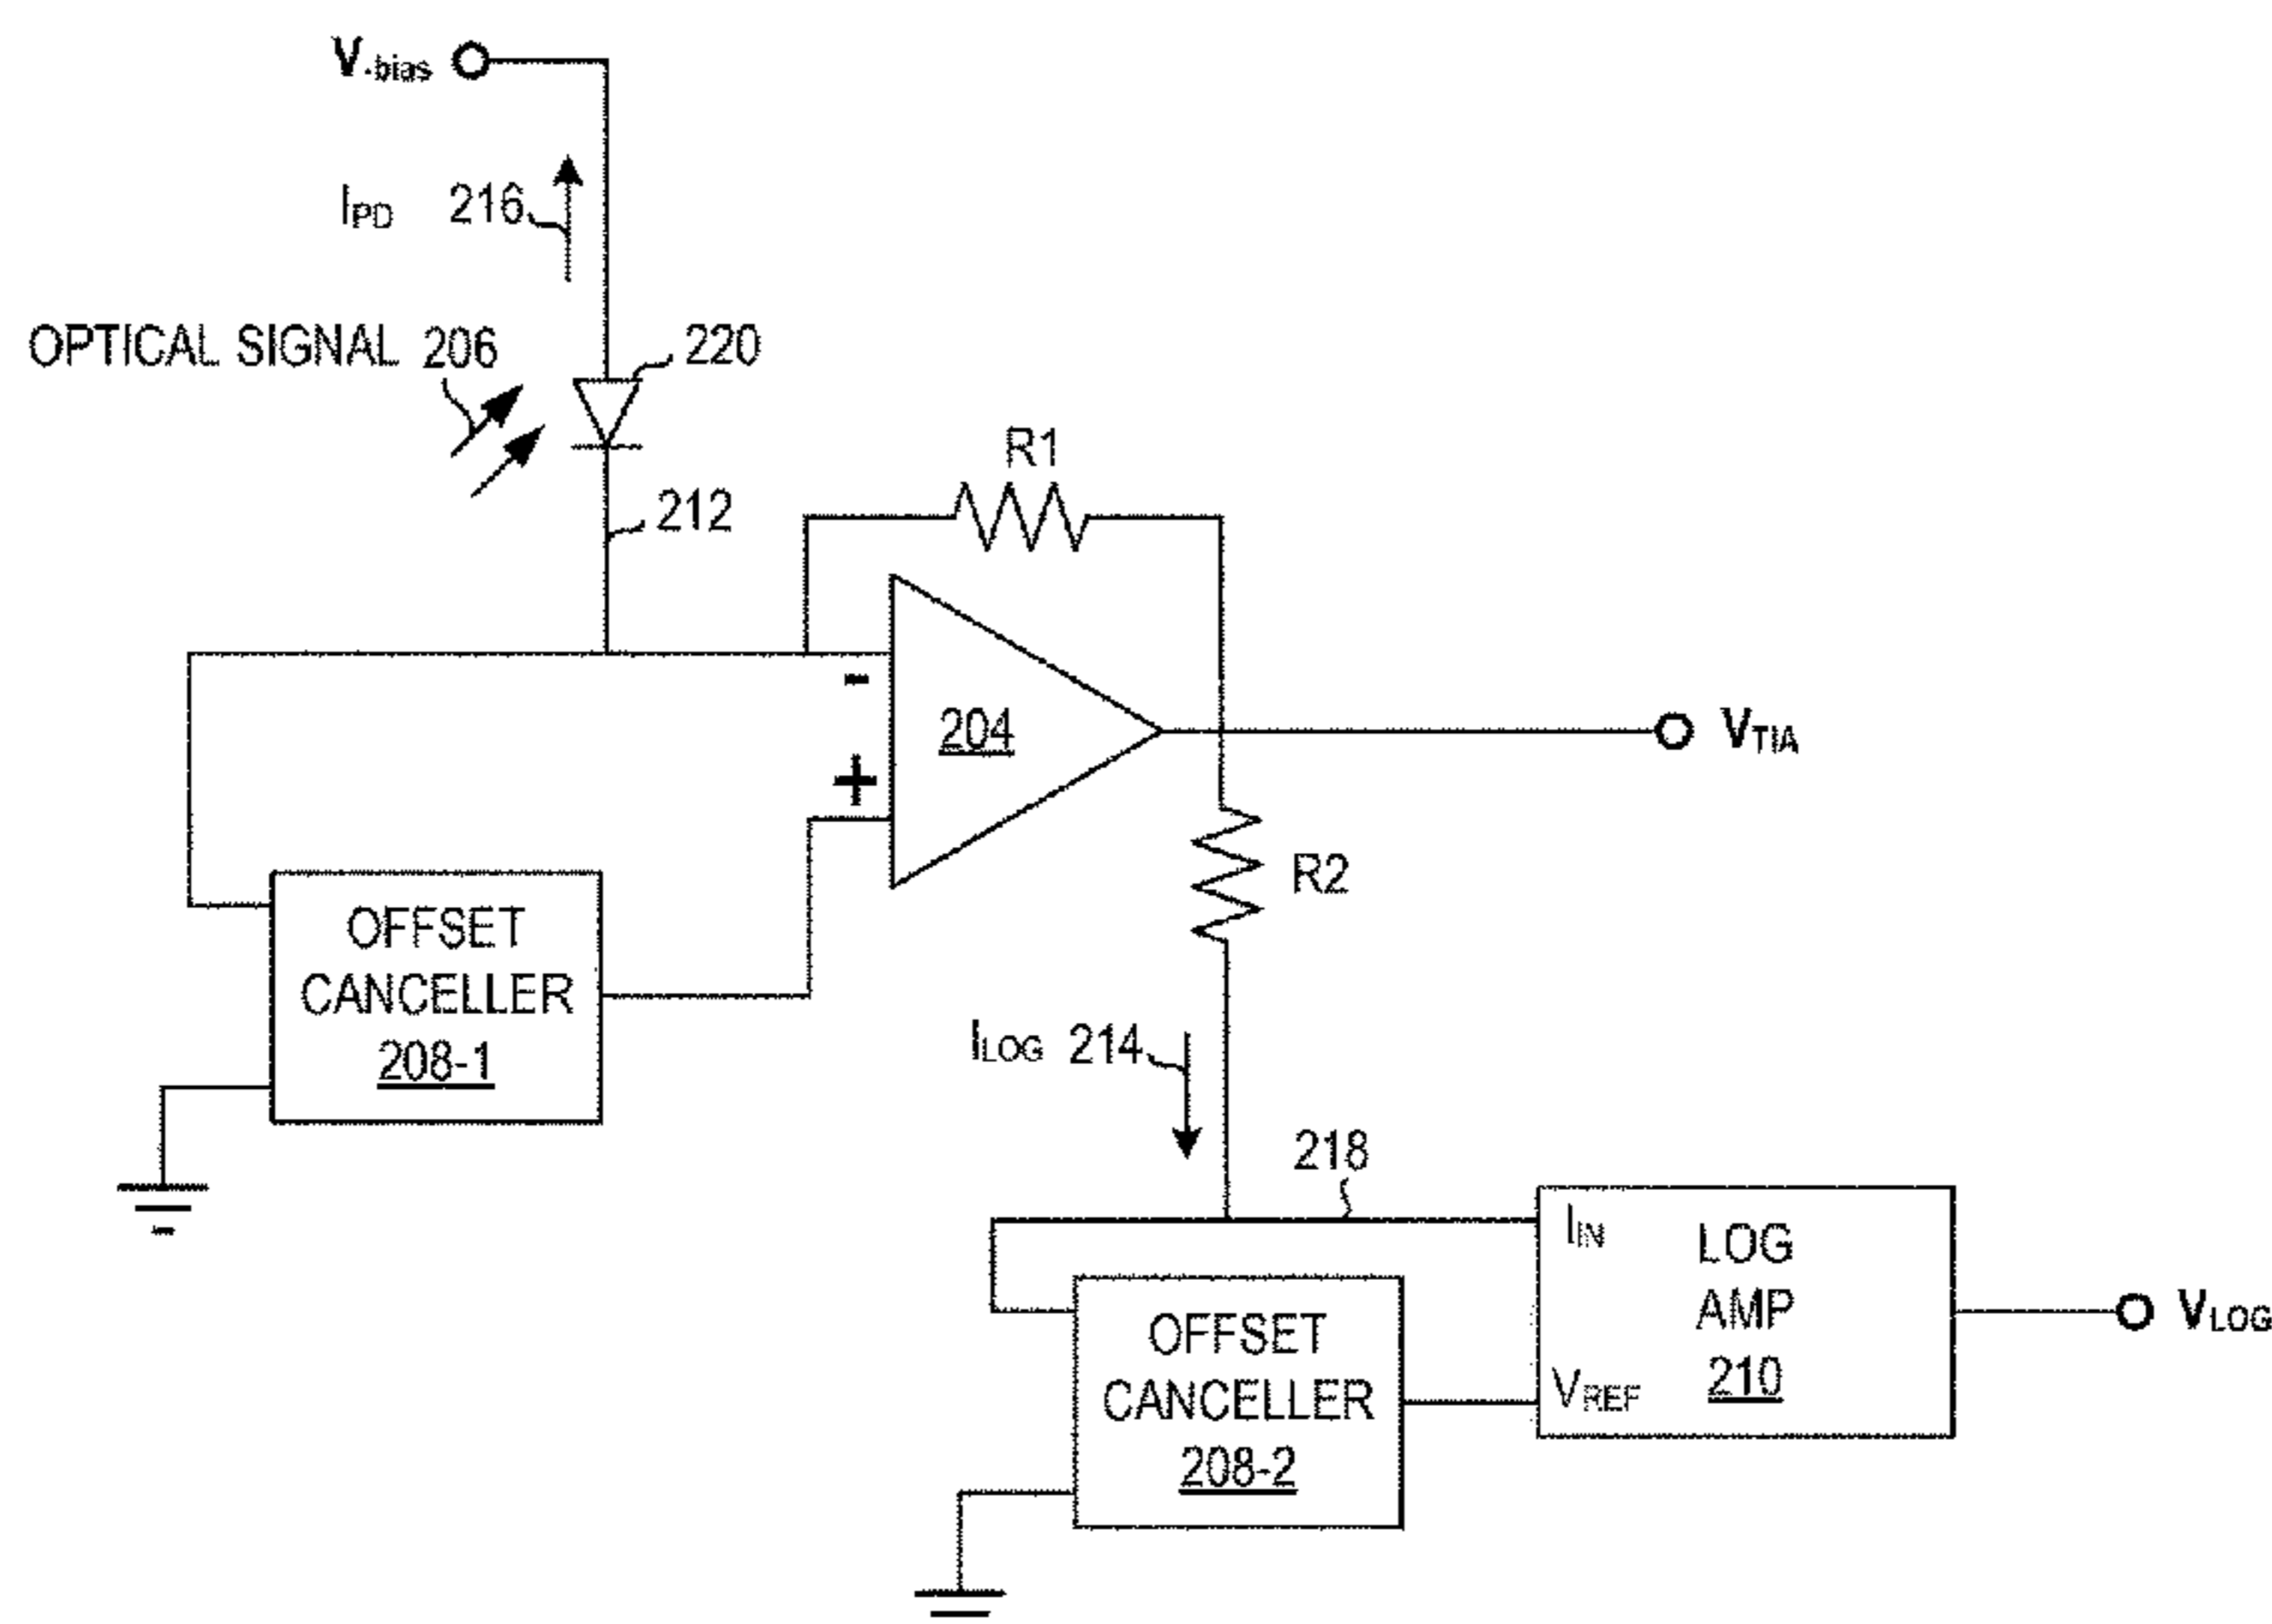 V-bias
IPD 216
OPTICAL SIGNAL 206
220
212
R1
-
+
204
VTIA
R2
OFFSET
CANCELLER
208-1
ILOG 214
218
IIN
LOG
AMP
210
VREF
VLOG
OFFSET
CANCELLER
208-2